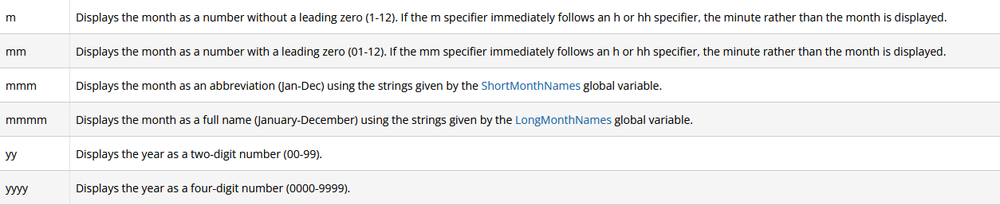 m Displays the month as a number without a leading zero (1-12). If the m specifier immediately follows an h or hh specifier, the minute rather than the month is displayed.
mm Displays the month as a number with a leading zero (01-12). If the mm specifier immediately follows an h or hh specifier, the minute rather than the month is displayed.
mmm Displays the month as an abbreviation (Jan-Dec) using the strings given by the ShortMonthNames global variable.
mmmm Displays the month as a full name (January-December) using the strings given by the LongMonthNames global variable.
yy Displays the year as a two-digit number (00-99).
yyyy Displays the year as a four-digit number (0000-9999).